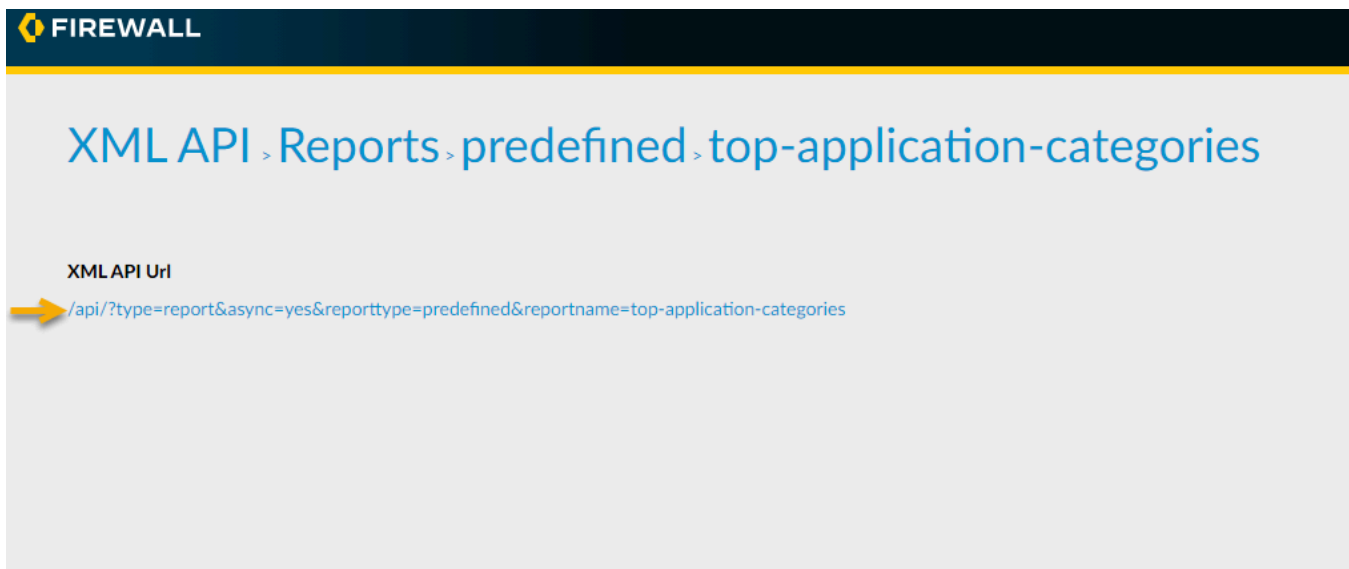 FIREWALL
XML API > Reports > predefined > top-application-categories
XML API Url
/api/?type=report&async=yes&reporttype=predefined&reportname=top-application-categories